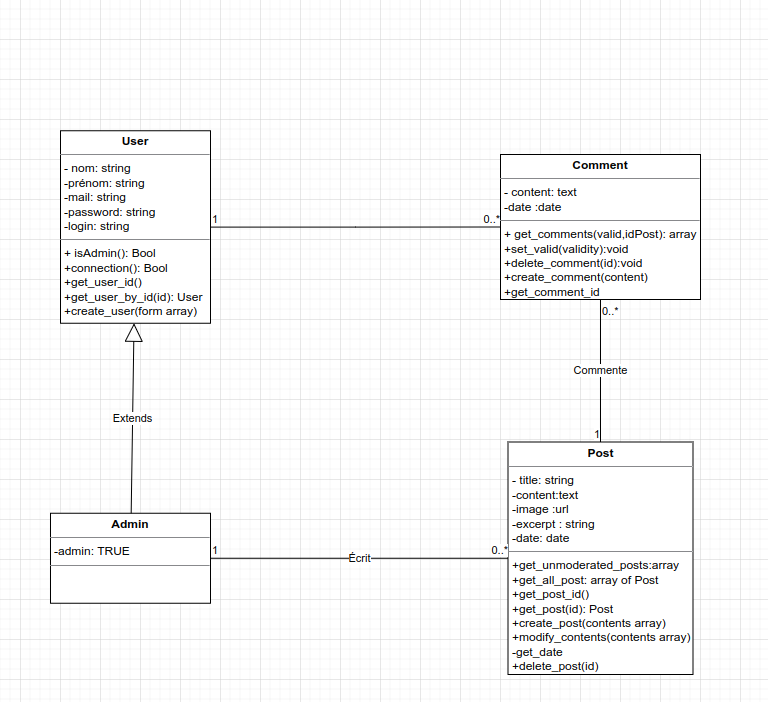 User
- nom: string
-prénom: string
-mail: string
-password: string
-login: string
+ isAdmin(): Bool
+connection(): Bool
+get_user_id()
+get_user_by_id(id): User
+create_user(form array)
1
0..*
Comment
- content: text
-date :date
+ get_comments(valid,idPost): array
+set_valid(validity):void
+delete_comment(id):void
+create_comment(content)
+get_comment_id
0..*
Commente
1
Extends
Admin
-admin: TRUE
1
Écrit
0..*
Post
- title: string
-content:text
-image :url
-excerpt : string
-date: date
+get_unmoderated_posts:array
+get_all_post: array of Post
+get_post_id()
+get_post(id): Post
+create_post(contents array)
+modify_contents(contents array)
-get_date
+delete_post(id)